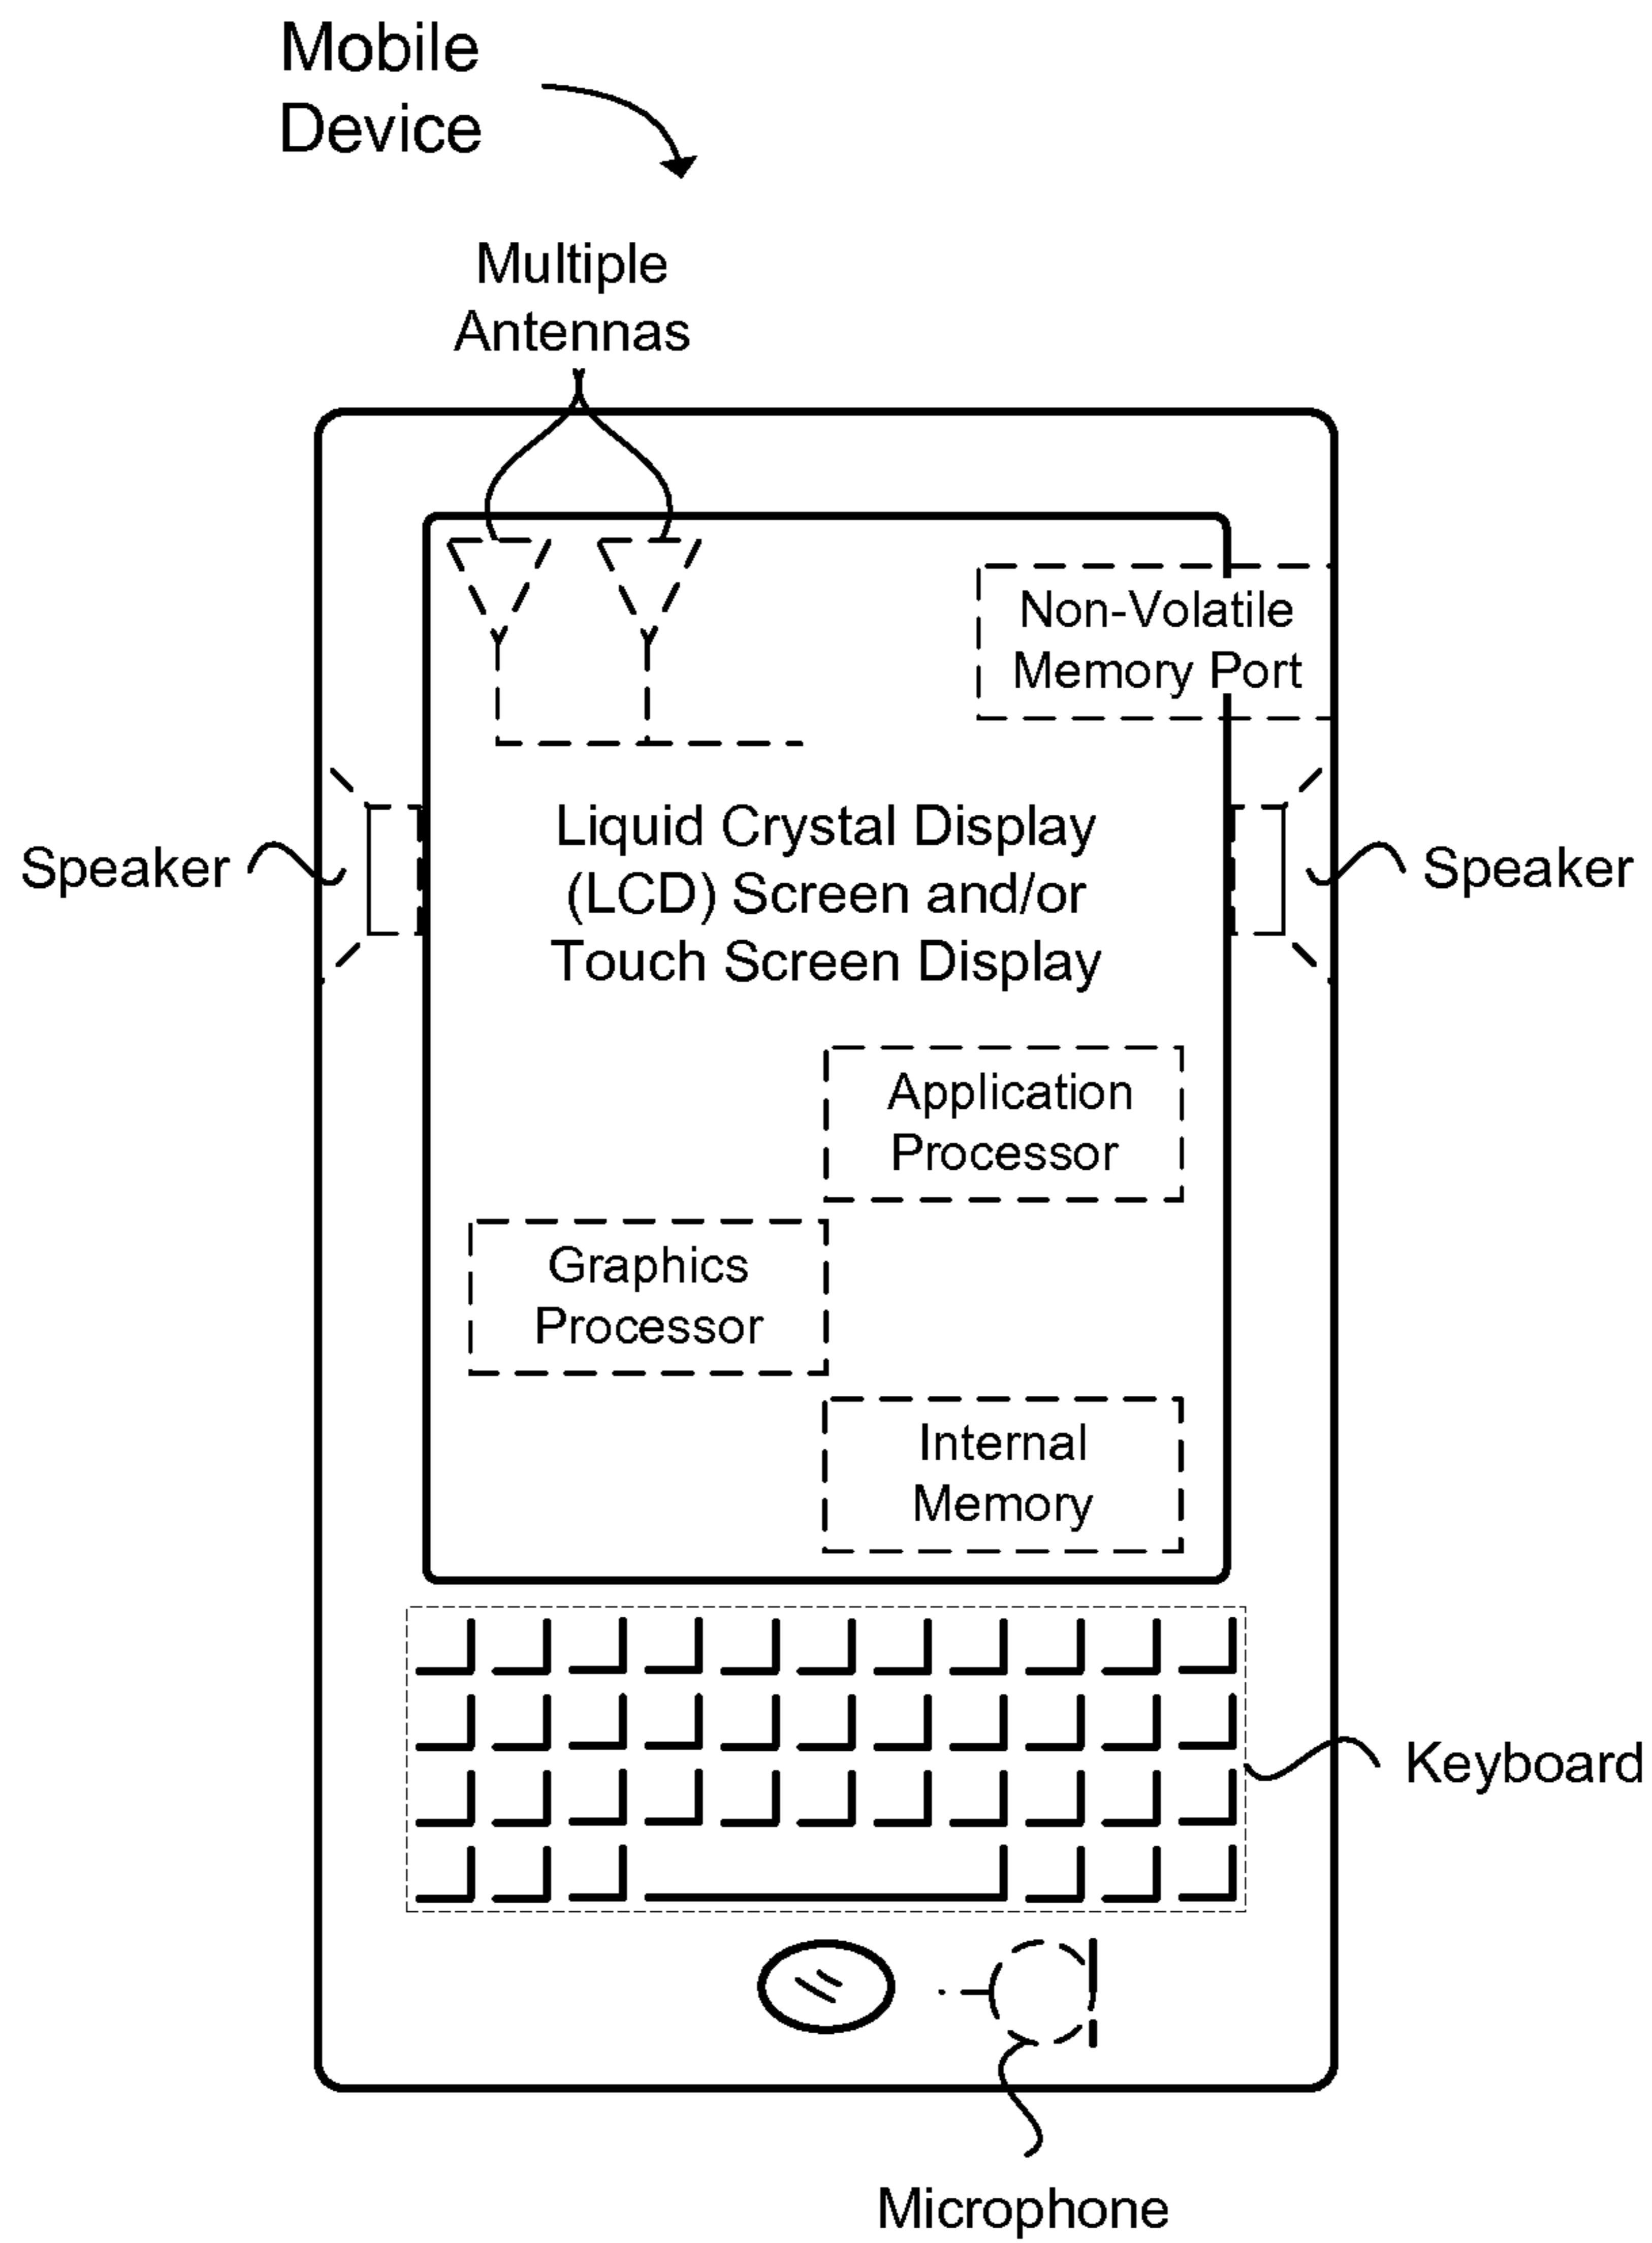 Mobile
Device
Multiple
Antennas
Non-Volatile
Memory Port
Speaker
Liquid Crystal Display
(LCD) Screen and/or
Touch Screen Display
Speaker
Application
Processor
Graphics
Processor
Internal
Memory
Keyboard
Microphone